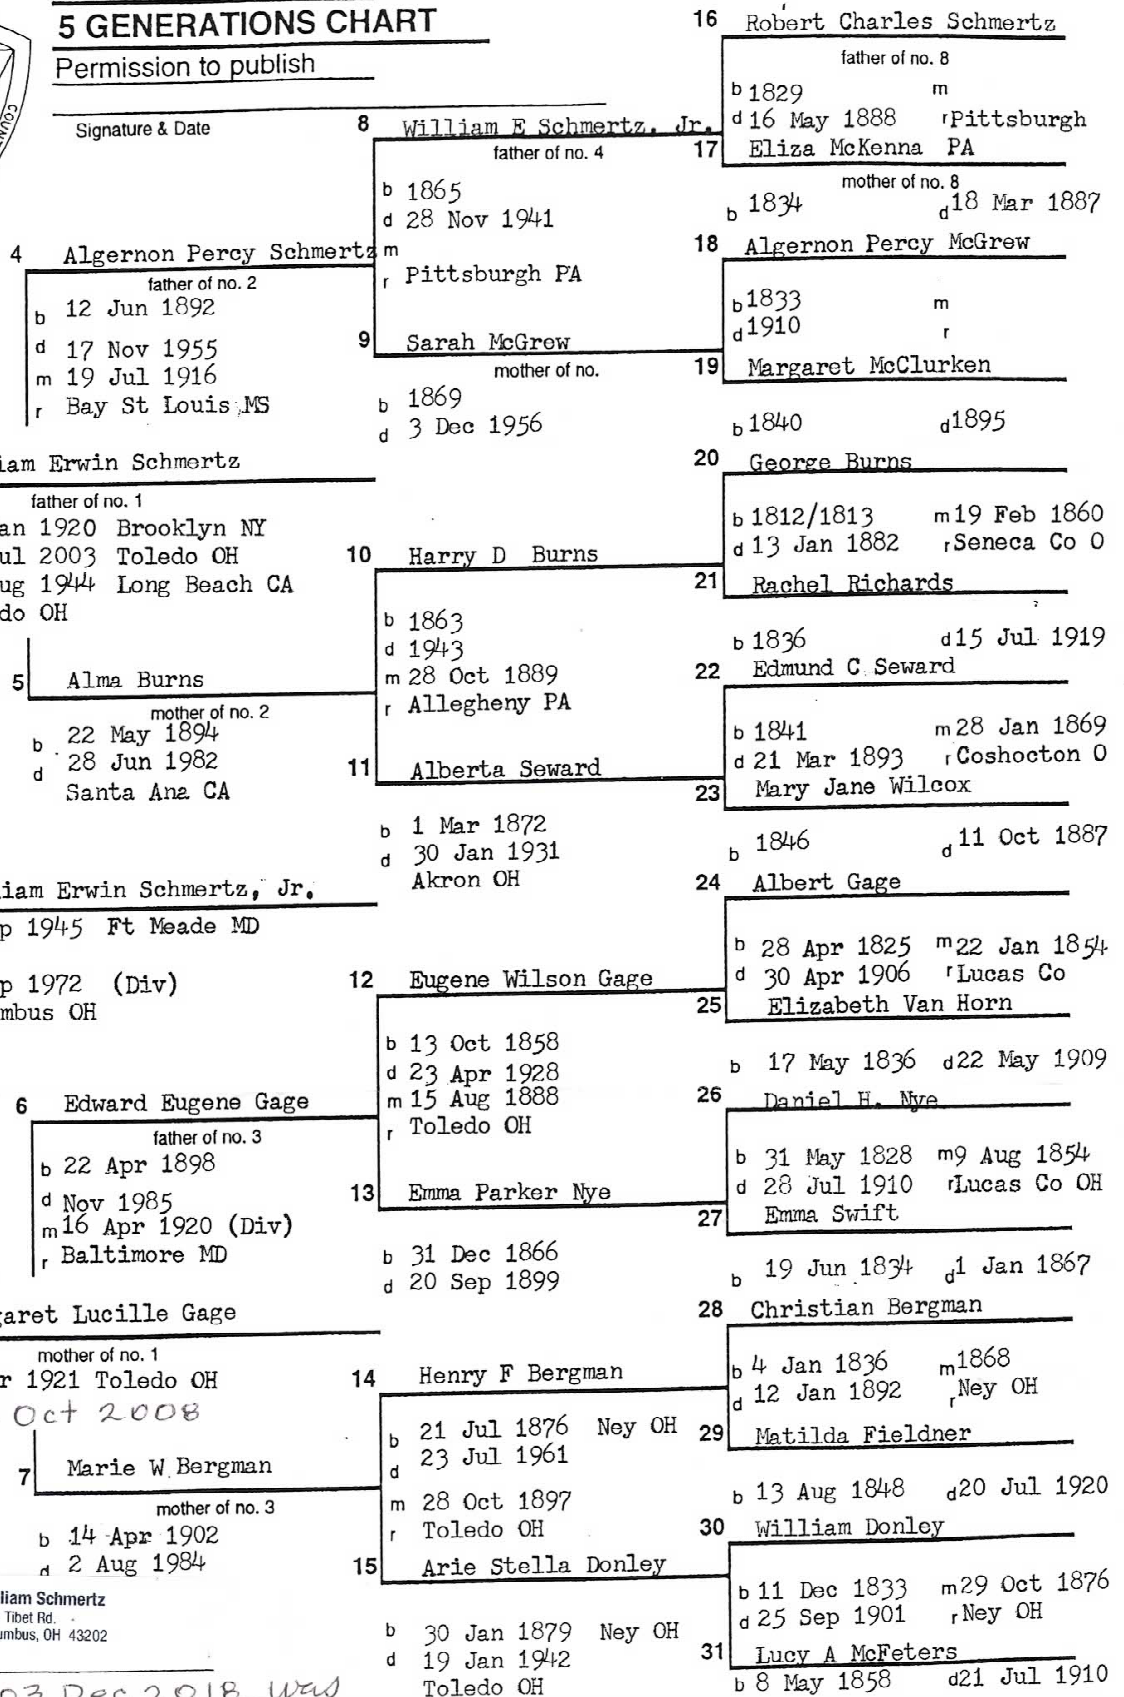 5 GENERATIONS CHART
Permission to publish
Signature & Date
COUN
4 Algernon Percy Schmertz
father of no. 2
b 12 Jun 1892
d 17 Nov 1955
m 19 Jul 1916
r Bay St Louis, MS
iam Erwin Schmertz
father of no. 1
an 1920 Brooklyn NY
ul 2003 Toledo OH
ug 1944 Long Beach CA
do OH
5 Alma Burns
mother of no. 2
b 22 May 1894
d 28 Jun 1982
Santa Ana CA
liam Erwin Schmertz, Jr.
p 1945 Ft Meade MD
p 1972 (Div)
mbus OH
6 Edward Eugene Gage
father of no. 3
b 22 Apr 1898
d Nov 1985
m 16 Apr 1920 (Div)
r Baltimore MD
garet Lucille Gage
mother of no. 1
r 1921 Toledo OH
Oct 2008
7 Marie W Bergman
mother of no. 3
b 14 Apr 1902
d 2 Aug 1984
lliam Schmertz
Tibet Rd.
umbus, OH 43202
03 Dec 2018 was
8 William E Schmertz, Jr.
father of no. 4
b 1865
d 28 Nov 1941
m
r Pittsburgh PA
9 Sarah McGrew
mother of no.
b 1869
d 3 Dec 1956
10 Harry D Burns
b 1863
d 1943
m 28 Oct 1889
r Allegheny PA
11 Alberta Seward
b 1 Mar 1872
d 30 Jan 1931
Akron OH
12 Eugene Wilson Gage
b 13 Oct 1858
d 23 Apr 1928
m 15 Aug 1888
r Toledo OH
13 Emma Parker Nye
b 31 Dec 1866
d 20 Sep 1899
14 Henry F Bergman
b 21 Jul 1876 Ney OH
d 23 Jul 1961
m 28 Oct 1897
r Toledo OH
15 Arie Stella Donley
b 30 Jan 1879 Ney OH
d 19 Jan 1942
Toledo OH
16 Robert Charles Schmertz
father of no. 8
b 1829 m
d 16 May 1888 r Pittsburgh
17 Eliza McKenna PA
mother of no. 8
b 1834 d 18 Mar 1887
18 Algernon Percy McGrew
b 1833 m
d 1910 r
19 Margaret McClurken
b 1840 d 1895
20 George Burns
b 1812/1813 m 19 Feb 1860
d 13 Jan 1882 r Seneca Co O
21 Rachel Richards
b 1836 d 15 Jul 1919
22 Edmund C Seward
b 1841 m 28 Jan 1869
d 21 Mar 1893 r Coshocton O
23 Mary Jane Wilcox
b 1846 d 11 Oct 1887
24 Albert Gage
b 28 Apr 1825 m 22 Jan 1854
d 30 Apr 1906 r Lucas Co
25 Elizabeth Van Horn
b 17 May 1836 d 22 May 1909
26 Daniel H. Nye
b 31 May 1828 m 9 Aug 1854
d 28 Jul 1910 r Lucas Co OH
27 Emma Swift
b 19 Jun 1834 d 1 Jan 1867
28 Christian Bergman
b 4 Jan 1836 m 1868
d 12 Jan 1892 r Ney OH
29 Matilda Fieldner
b 13 Aug 1848 d 20 Jul 1920
30 William Donley
b 11 Dec 1833 m 29 Oct 1876
d 25 Sep 1901 r Ney OH
31 Lucy A McFeters
b 8 May 1858 d 21 Jul 1910